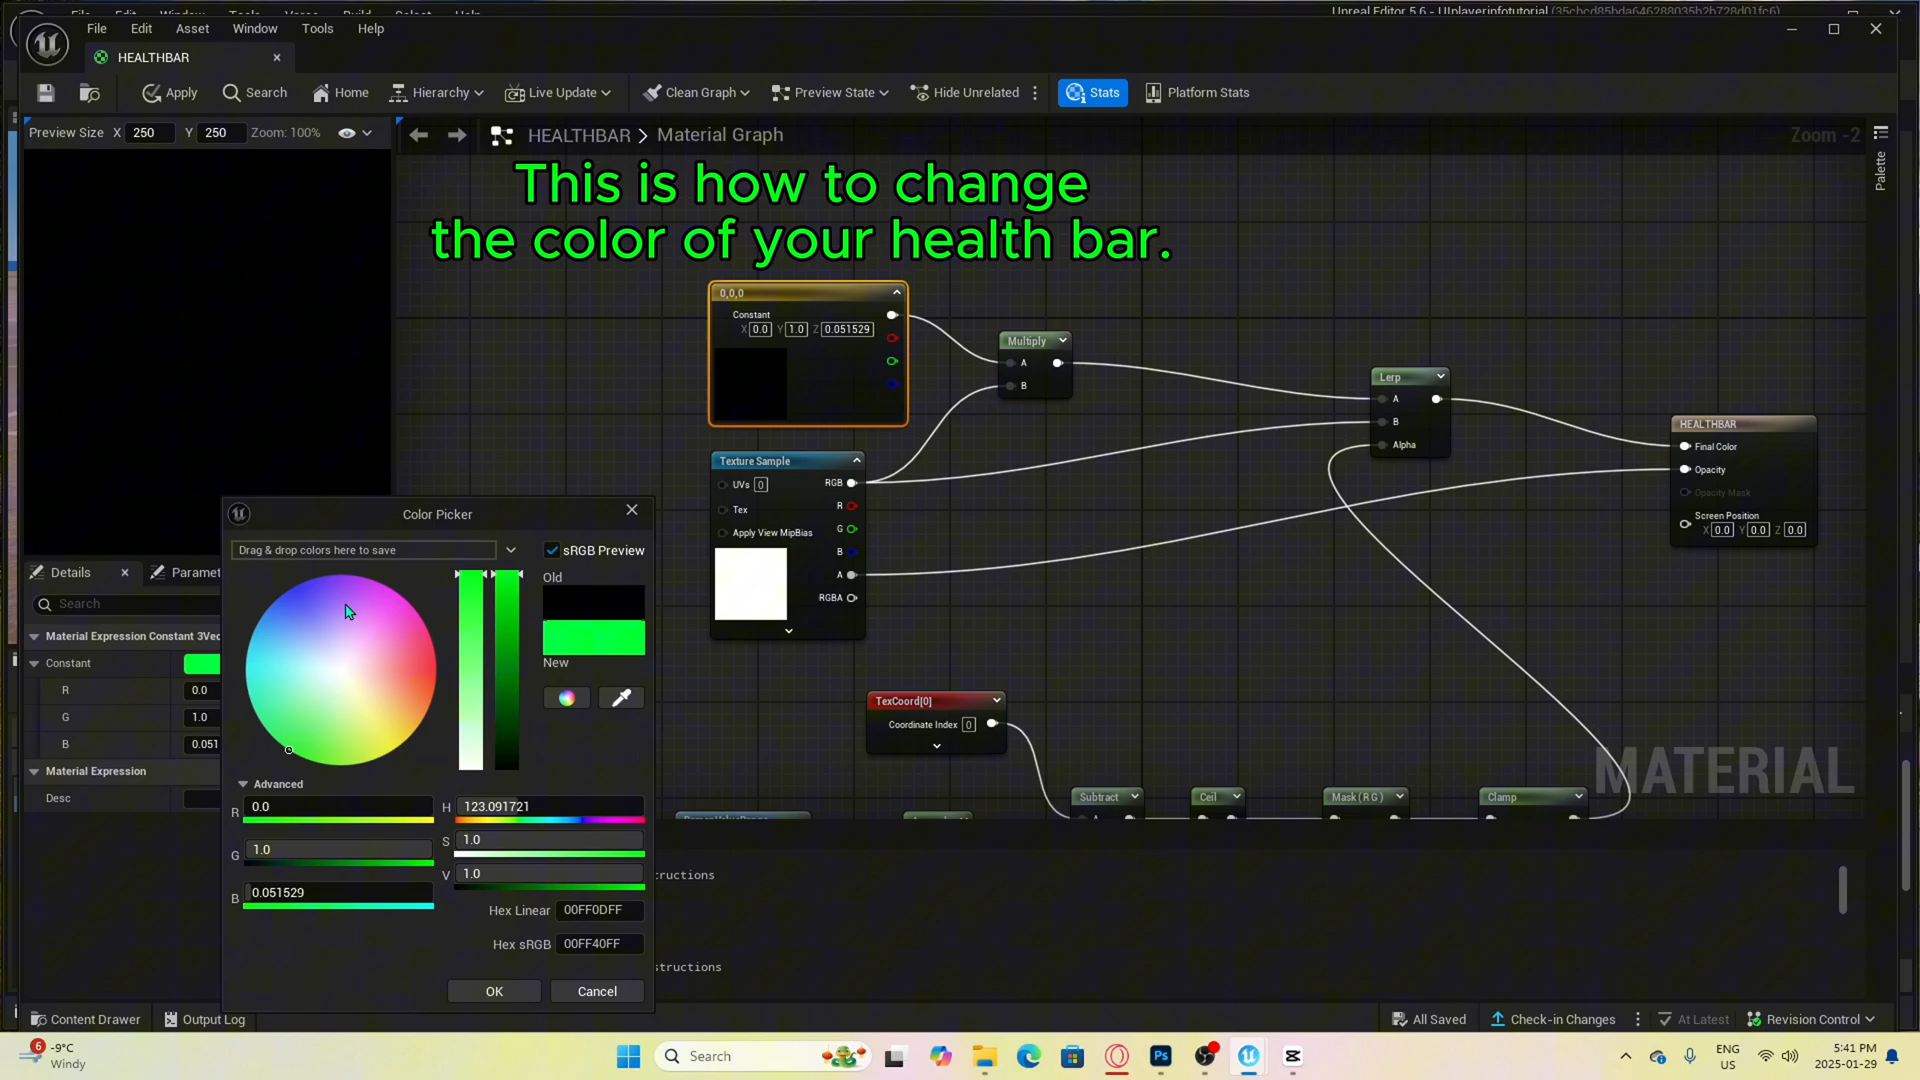 Unreal Editor 5.6 - UIplayerinfotutorial
File Edit Asset Window Tools Help
HEALTHBAR
Apply Search Home Hierarchy Live Update Clean Graph Preview State Hide Unrelated Stats Platform Stats
Preview Size X 250 Y 250 Zoom: 100%
HEALTHBAR > Material Graph
Zoom -2
Palette
This is how to change
the color of your health bar.
0,0,0
Constant
X 0.0 Y 1.0 Z 0.051529
Multiply
A
B
Lerp
A
B
Alpha
HEALTHBAR
Final Color
Opacity
Opacity Mask
Screen Position
X 0.0 Y 0.0 Z 0.0
Texture Sample
UVs 0 RGB
R
Tex
G
Apply View MipBias
B
A
RGBA
TexCoord[0]
Coordinate Index 0
Subtract Ceil Mask ( R G ) Clamp
MATERIAL
Color Picker
Drag & drop colors here to save
sRGB Preview
Old
New
Advanced
R 0.0
G 1.0
B 0.051529
H 123.091721
S 1.0
V 1.0
Hex Linear 00FF0DFF
Hex sRGB 00FF40FF
OK Cancel
Details
Search
Material Expression Constant 3Vec
Constant
R 0.0
G 1.0
B 0.051
Material Expression
Desc
Content Drawer Output Log
All Saved Check-in Changes At Latest Revision Control
6
-9°C
Windy
Search
ENG
US
5:41 PM
2025-01-29